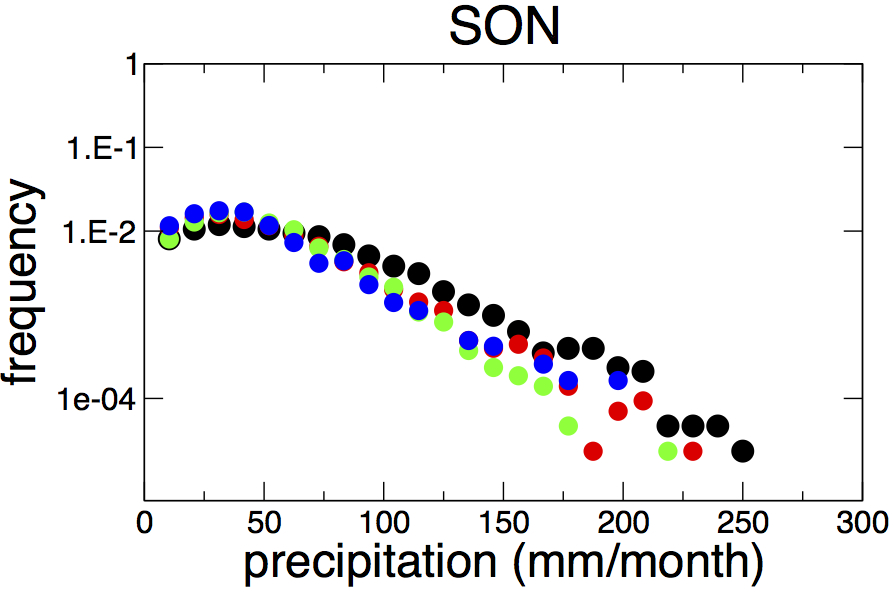 SON
1
1.E-1
1.E-2
1e-04
frequency
0 50 100 150 200 250 300
precipitation (mm/month)